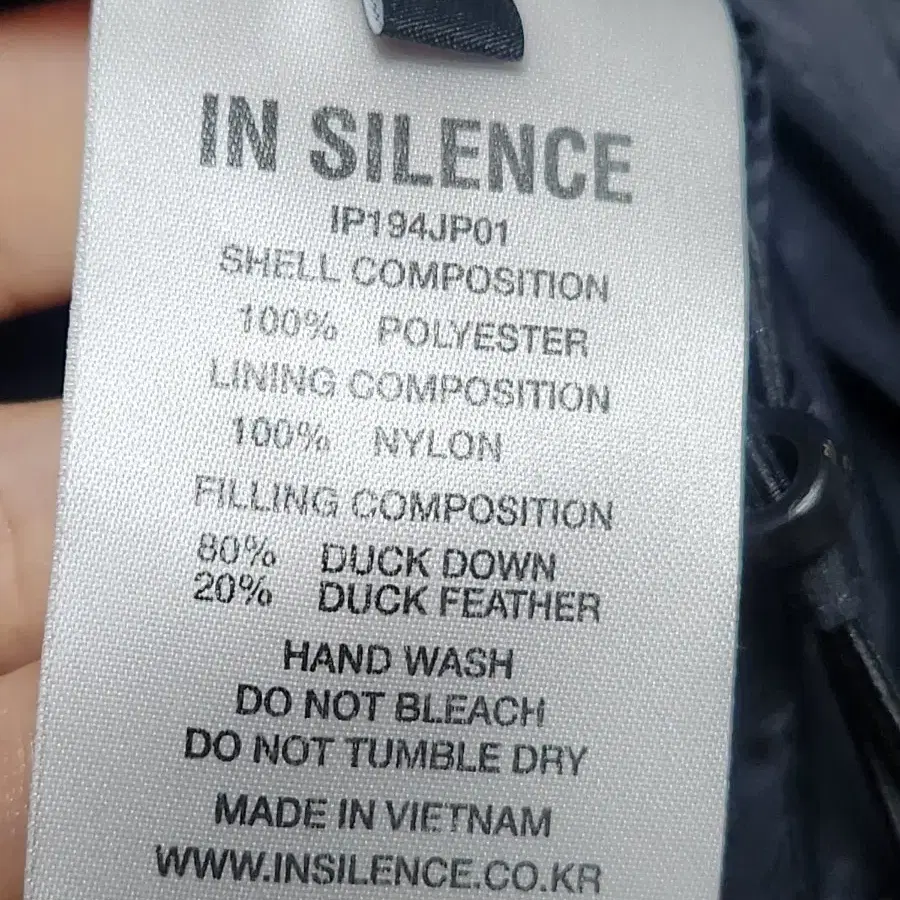 IN SILENCE
IP194JP01
SHELL COMPOSITION
100% POLYESTER
LINING COMPOSITION
100% NYLON
FILLING COMPOSITION
80% DUCK DOWN
20% DUCK FEATHER
HAND WASH
DO NOT BLEACH
DO NOT TUMBLE DRY
MADE IN VIETNAM
WWW.INSILENCE.CO.KR